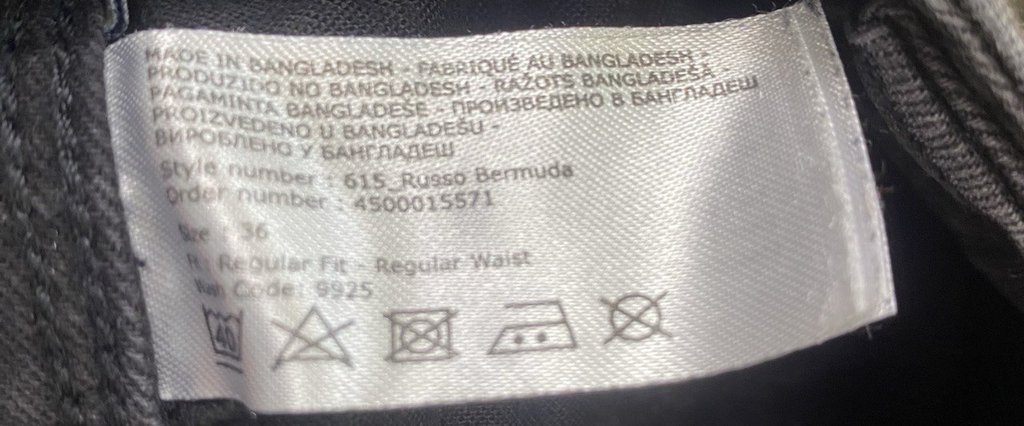 MADE IN BANGLADESH - FABRIQUÉ AU BANGLADESH -
PRODUZIDO NO BANGLADESH - RAŽOTS BANGLADEŠĀ
PAGAMINTA BANGLADEŠE - ПРОИЗВЕДЕНО В БАНГЛАДЕШ
PROIZVEDENO U BANGLADEŠU -
ВИРОБЛЕНО У БАНГЛАДЕШ
Style number : 615_Russo Bermuda
Order number : 4500015571
Size : 36
Regular Fit - Regular Waist
Code: 9925
40